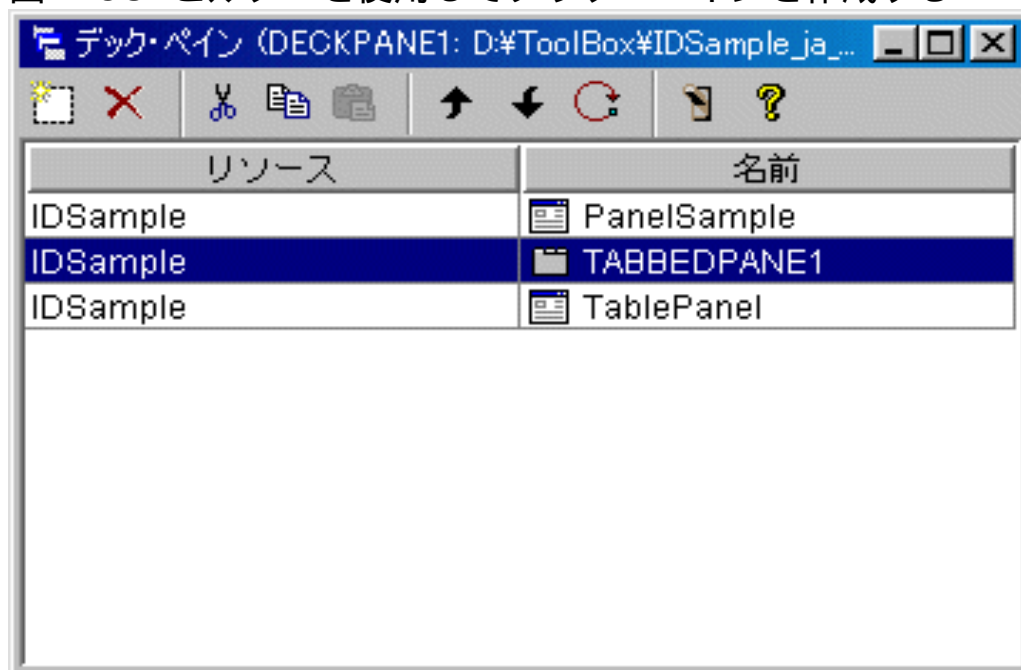 デック・ペイン (DECKPANE1: D:¥ToolBox¥IDSample_ja_...
リソース 名前
IDSample PanelSample
IDSample TABBEDPANE1
IDSample TablePanel